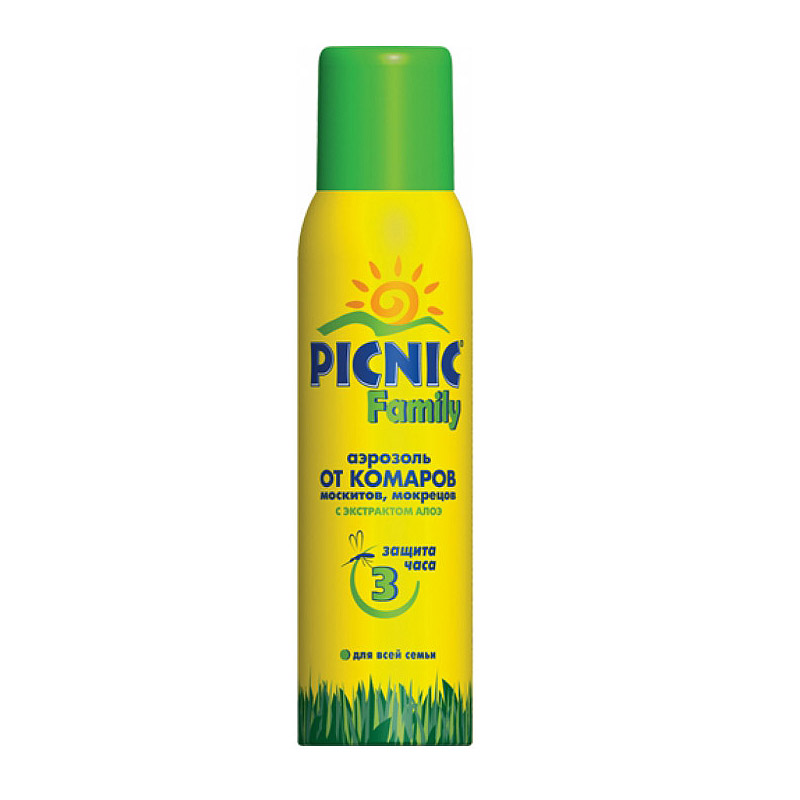 PICNIC®
Family
аэрозоль
ОТ КОМАРОВ
москитов, мокрецов
С ЭКСТРАКТОМ АЛОЭ
защита
часа
3
для всей семьи